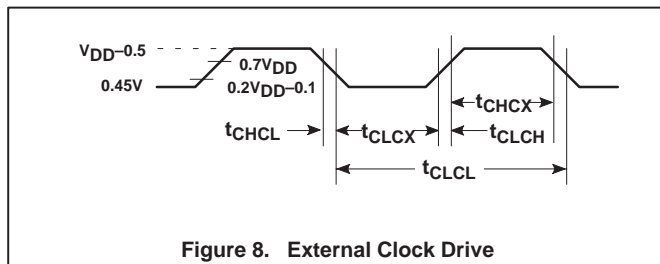 VDD–0.5
0.7VDD
0.45V
0.2VDD–0.1
tCHCX
tCHCL
tCLCX
tCLCH
tCLCL
Figure 8. External Clock Drive